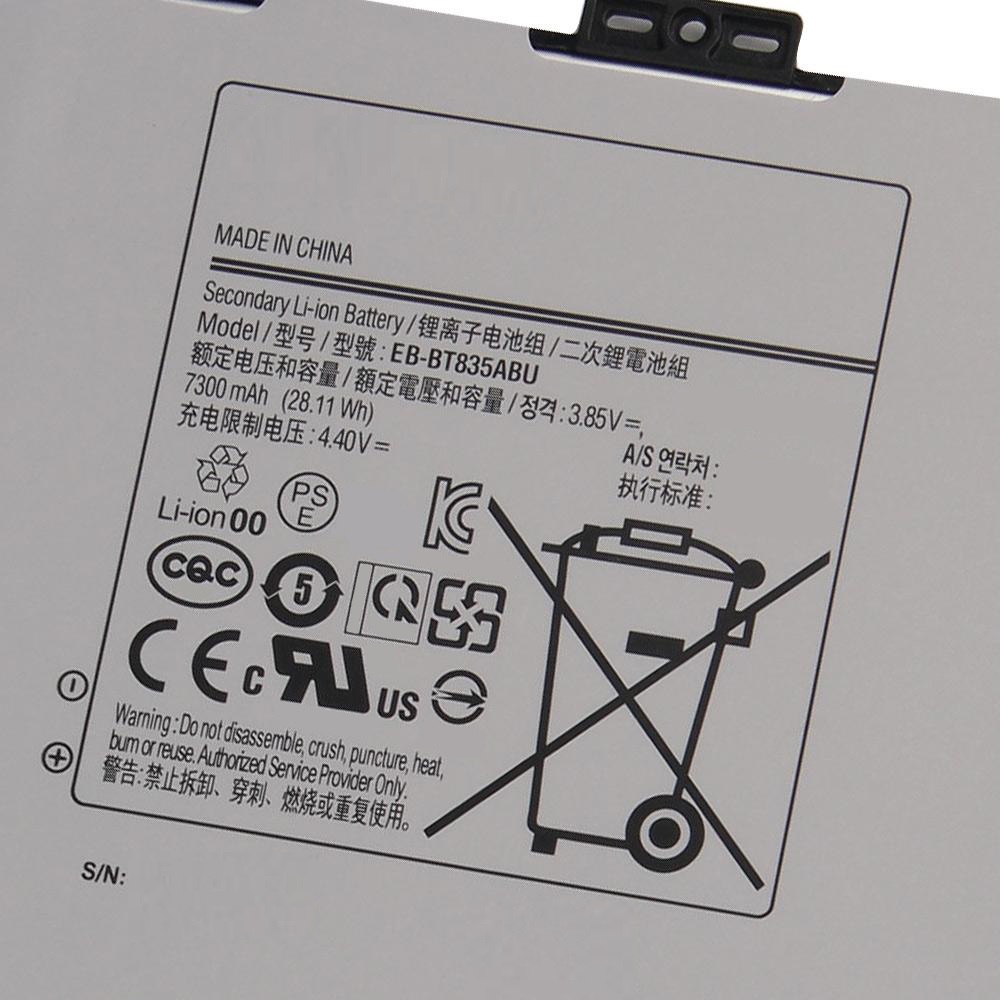 MADE IN CHINA
Secondary Li-ion Battery / 锂离子电池组 / 二次鋰電池組
Model / 型号 / 型號 : EB-BT835ABU
额定电压和容量 / 額定電壓和容量 / 정격 : 3.85V ⎓,
7300 mAh (28.11 Wh)
充电限制电压 : 4.40V ⎓
A/S 연락처 :
执行标准 :
Li-ion 00
PS
E
KC
CQC
5
CE
c RU US
Warning : Do not disassemble, crush, puncture, heat,
burn or reuse. Authorized Service Provider Only.
警告: 禁止拆卸、穿刺、燃烧或重复使用。
S/N: